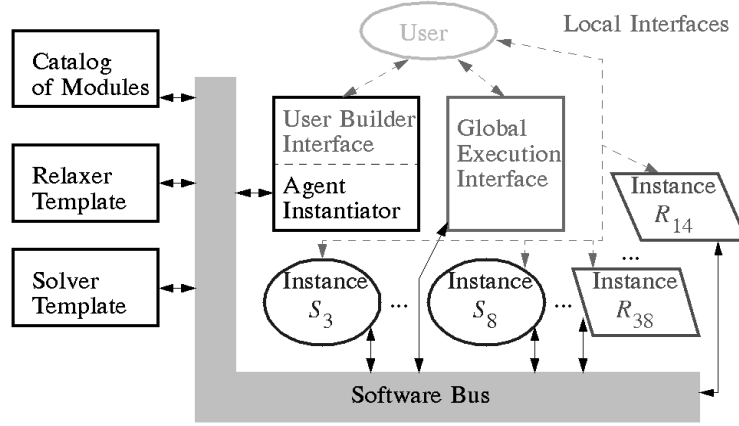 User
Local Interfaces
Catalog
of Modules
User Builder
Interface
Global
Execution
Interface
Relaxer
Template
Agent
Instantiator
Instance
R14
...
Solver
Template
Instance
S3
...
Instance
S8
...
Instance
R38
Software Bus